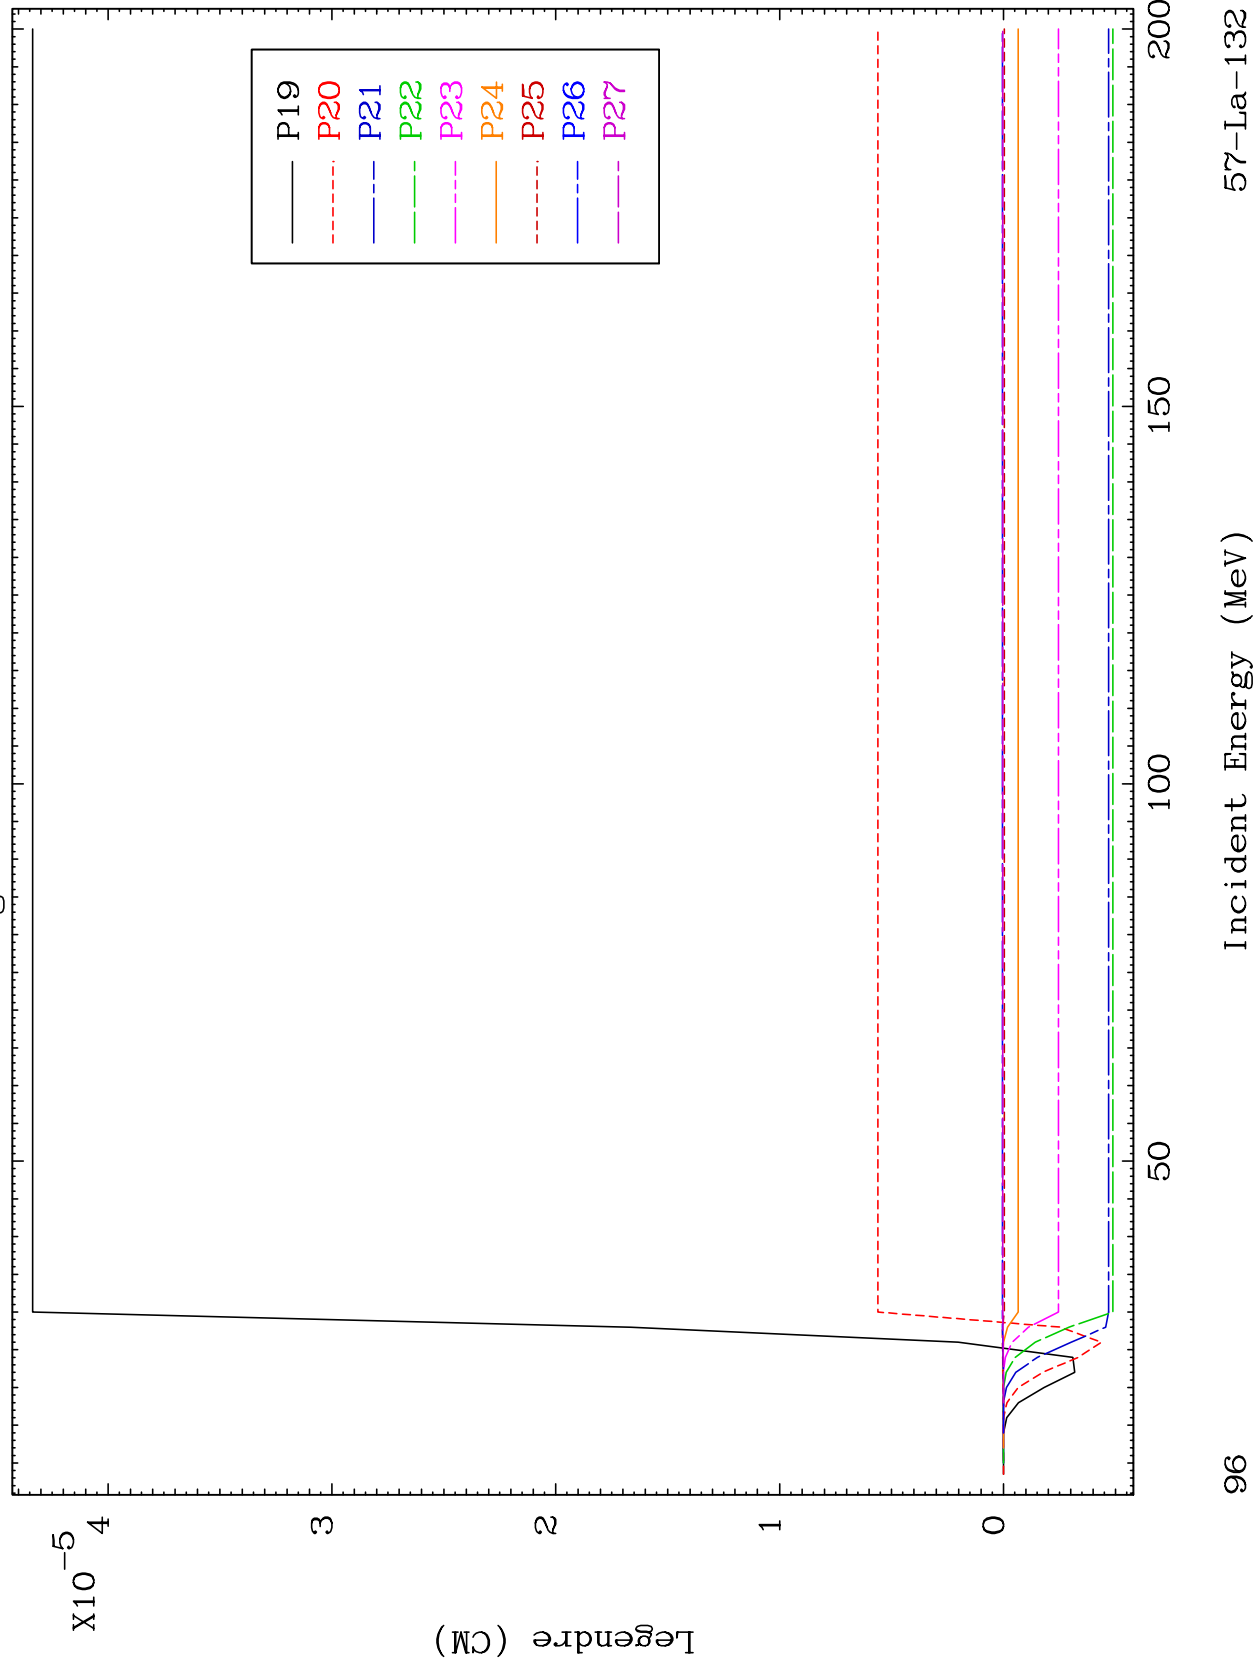 X10-5
4
3
2
1
0
Legendre (CM)
P19
P20
P21
P22
P23
P24
P25
P26
P27
50
100
150
200
Incident Energy (MeV)
96
57-La-132